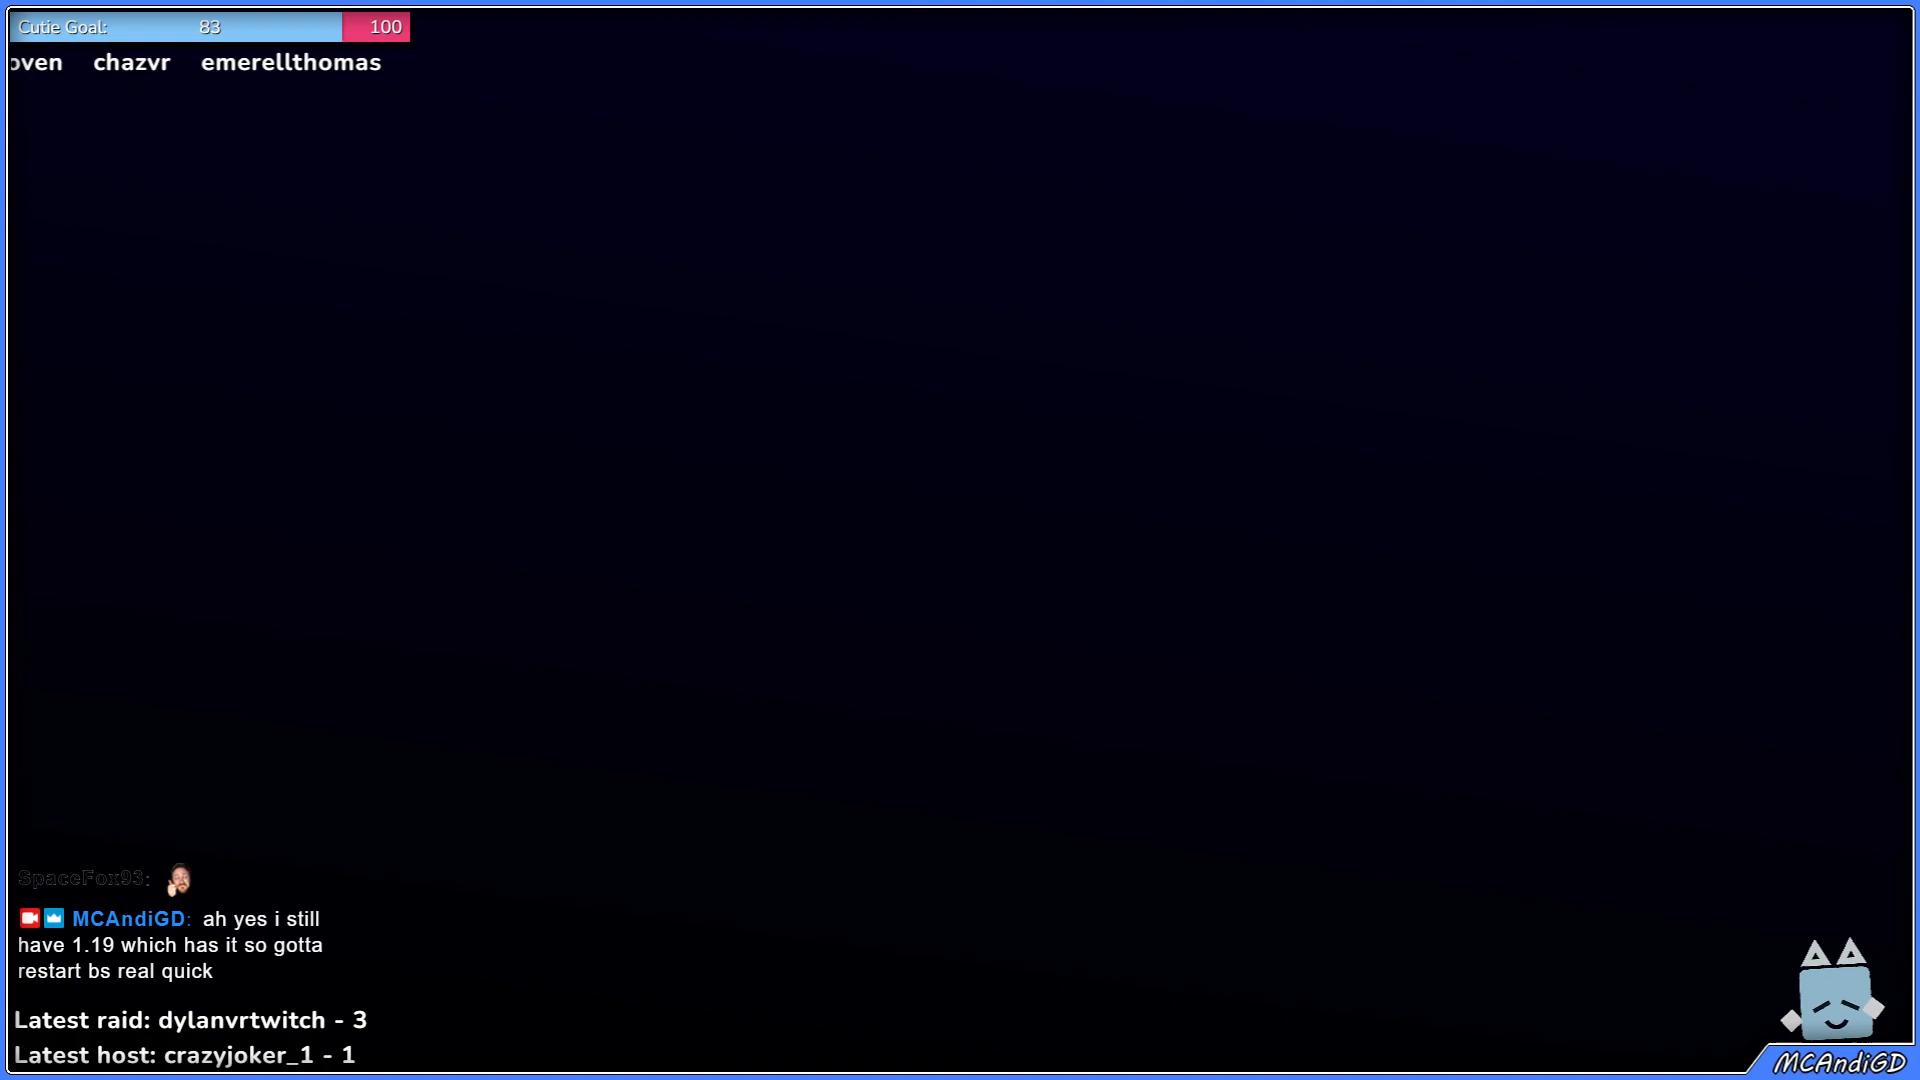 Cutie Goal: 83 100
oven chazvr emerellthomas
SpaceFox93:
MCAndiGD: ah yes i still
have 1.19 which has it so gotta
restart bs real quick
Latest raid: dylanvrtwitch - 3
Latest host: crazyjoker_1 - 1
MCAndiGD